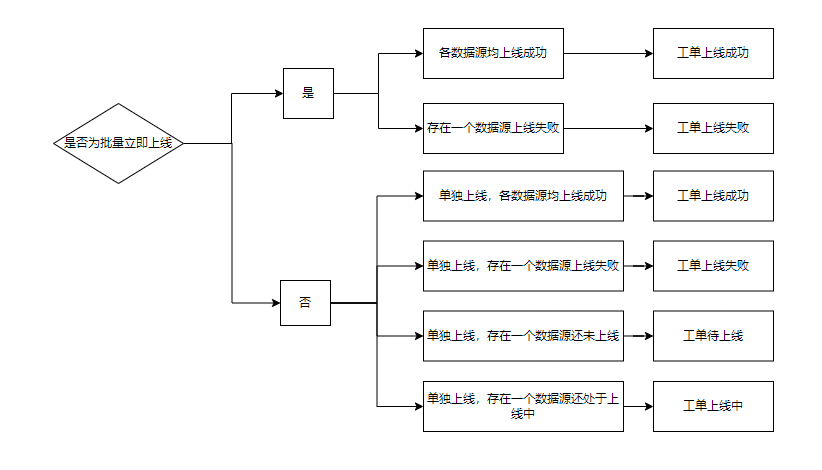 各数据源均上线成功
工单上线成功
是
是否为批量立即上线
存在一个数据源上线失败
工单上线失败
单独上线，各数据源均上线成功
工单上线成功
单独上线，存在一个数据源上线失败
工单上线失败
否
单独上线，存在一个数据源还未上线
工单待上线
单独上线，存在一个数据源还处于上
线中
工单上线中